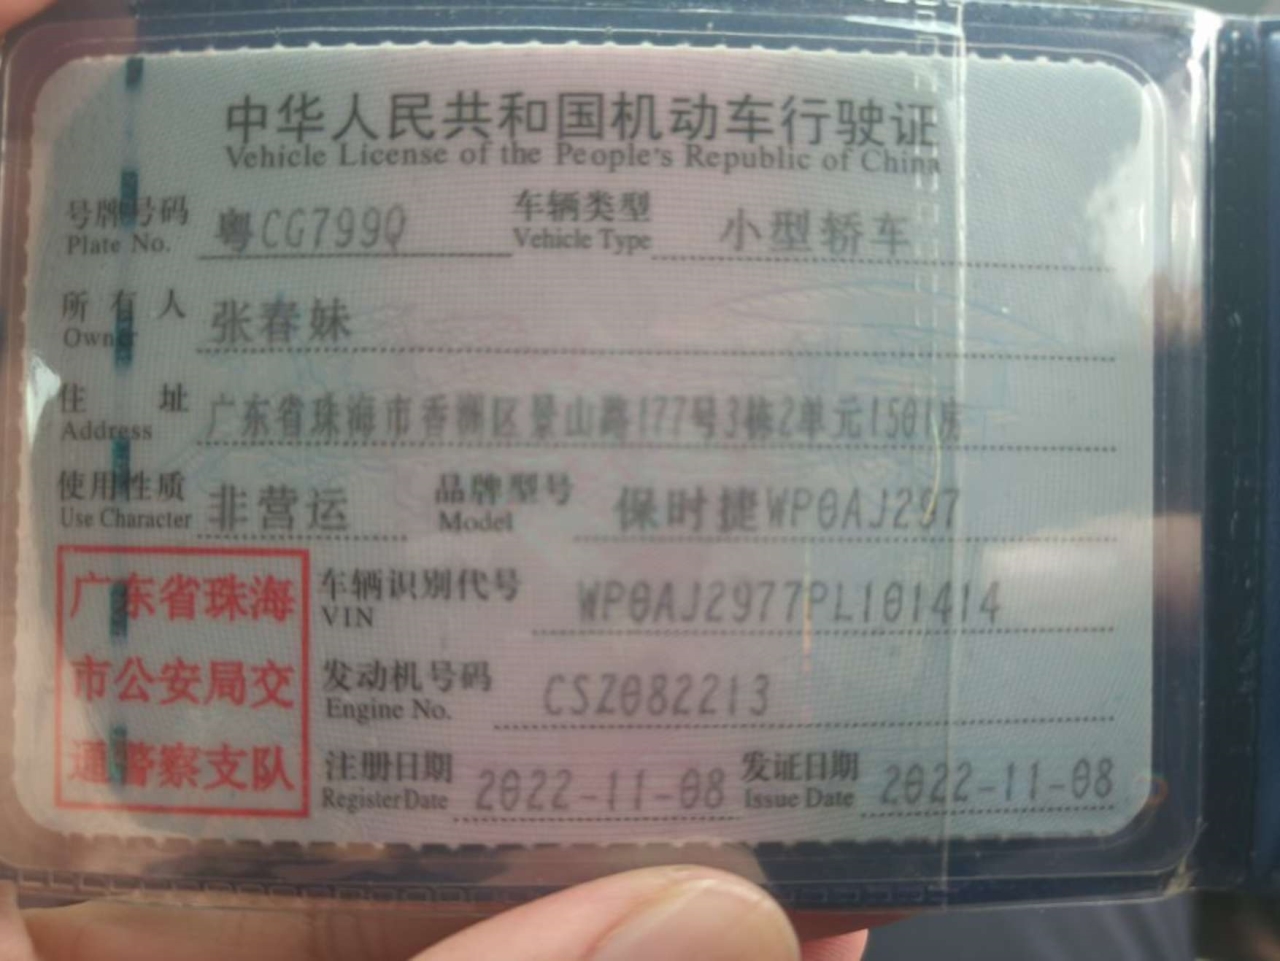 中华人民共和国机动车行驶证
Vehicle License of the People's Republic of China
号牌号码 粤CG799Q 车辆类型 小型轿车
Plate No. Vehicle Type
所有人 张春妹
Owner
住址 广东省珠海市香洲区景山路177号3栋2单元1501房
Address
使用性质 非营运 品牌型号 保时捷WP0AJ297
Use Character Model
广东省珠海 车辆识别代号 WP0AJ2977PL101414
VIN
市公安局交 发动机号码 CSZ082213
Engine No.
通警察支队 注册日期 2022-11-08 发证日期 2022-11-08
Register Date Issue Date